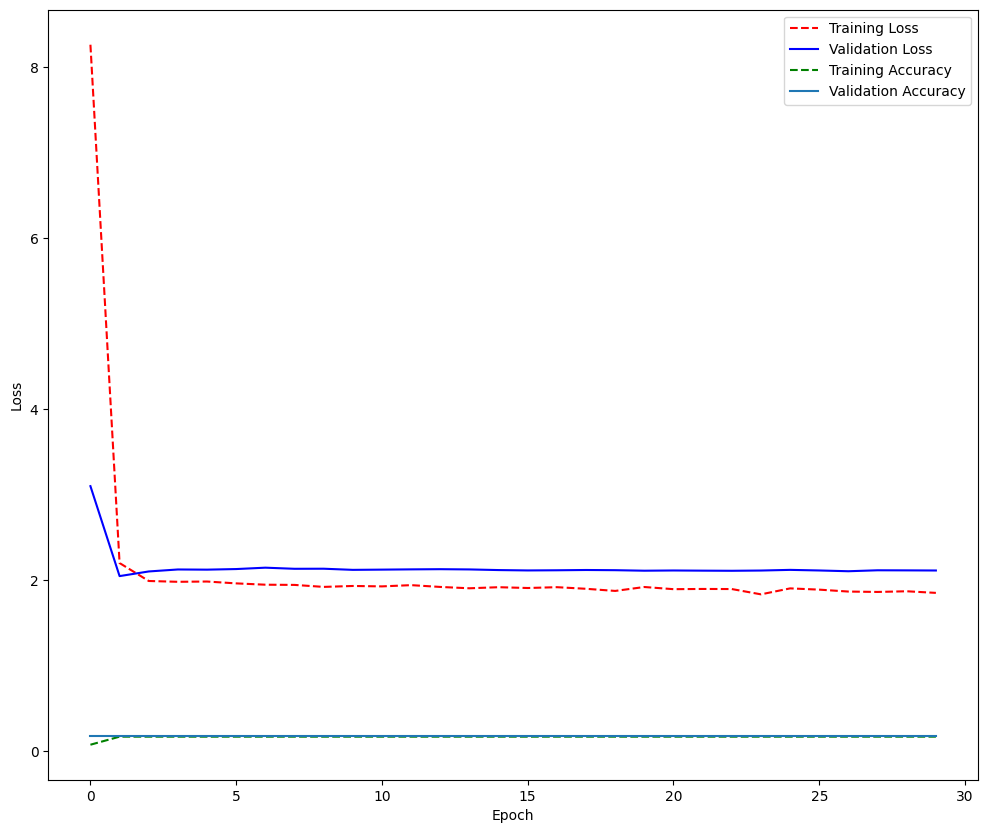 Training Loss
Validation Loss
Training Accuracy
Validation Accuracy
8
6
4
2
0
Loss
0 5 10 15 20 25 30
Epoch